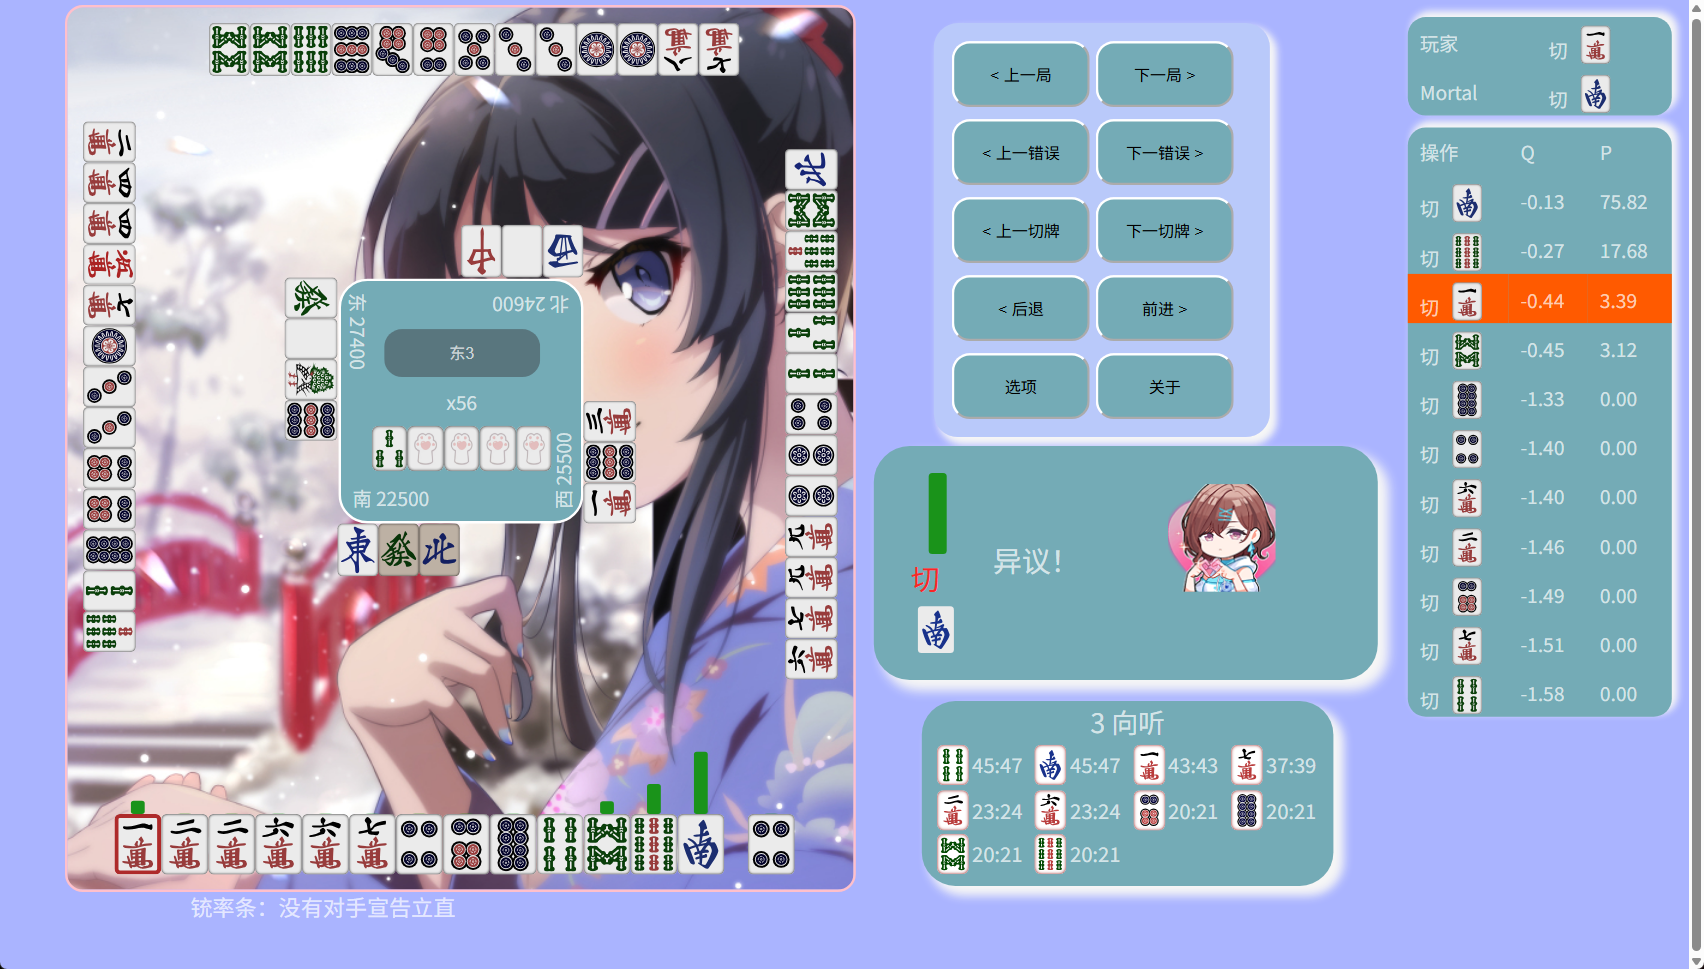 东 27400
北 24600
东3
x56
南 22500
西 25500
铳率条：没有对手宣告立直
< 上一局
下一局 >
< 上一错误
下一错误 >
< 上一切牌
下一切牌 >
< 后退
前进 >
选项
关于
切
异议！
3 向听
45:47 45:47 43:43 37:39
23:24 23:24 20:21 20:21
20:21 20:21
玩家 切
Mortal 切
操作 Q P
切 -0.13 75.82
切 -0.27 17.68
切 -0.44 3.39
切 -0.45 3.12
切 -1.33 0.00
切 -1.40 0.00
切 -1.40 0.00
切 -1.46 0.00
切 -1.49 0.00
切 -1.51 0.00
切 -1.58 0.00